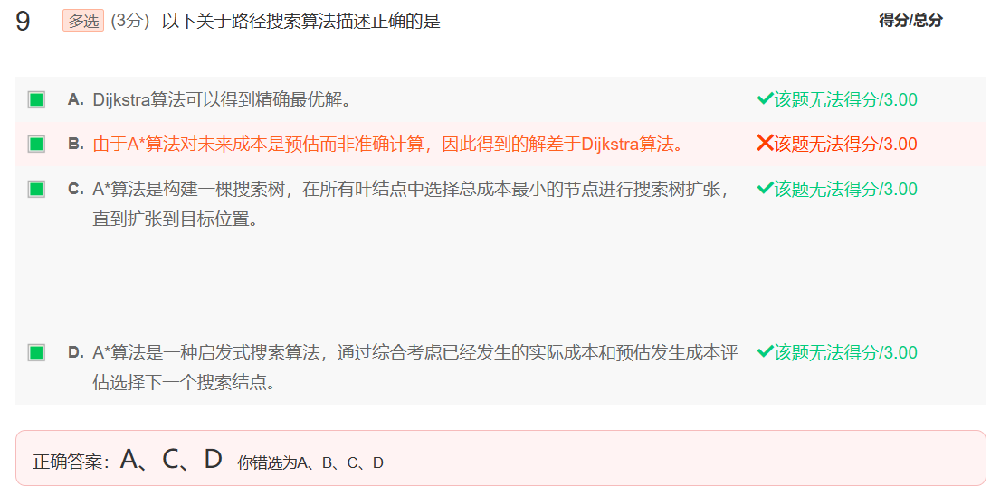 9 多选 (3分) 以下关于路径搜索算法描述正确的是 得分/总分
A. Dijkstra算法可以得到精确最优解。 该题无法得分/3.00
B. 由于A*算法对未来成本是预估而非准确计算，因此得到的解差于Dijkstra算法。 该题无法得分/3.00
C. A*算法是构建一棵搜索树，在所有叶结点中选择总成本最小的节点进行搜索树扩张， 该题无法得分/3.00
直到扩张到目标位置。
D. A*算法是一种启发式搜索算法，通过综合考虑已经发生的实际成本和预估发生成本评 该题无法得分/3.00
估选择下一个搜索结点。
正确答案：A、C、D 你错选为A、B、C、D